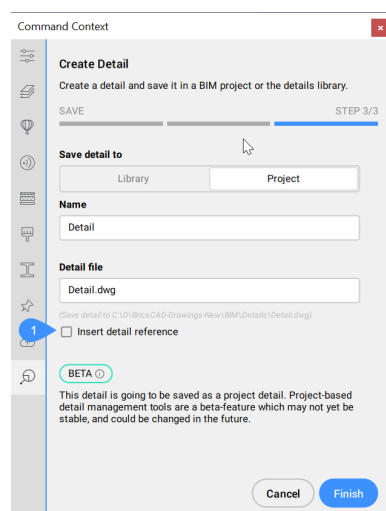 Command Context
×
Create Detail
Create a detail and save it in a BIM project or the details library.
SAVE STEP 3/3
Save detail to
Library Project
Name
Detail
Detail file
Detail.dwg
(Save detail to C:\D\BricsCAD-Drawings-New\BIM\Details\Detail.dwg)
1 Insert detail reference
BETA
This detail is going to be saved as a project detail. Project-based
detail management tools are a beta-feature which may not yet be
stable, and could be changed in the future.
Cancel Finish